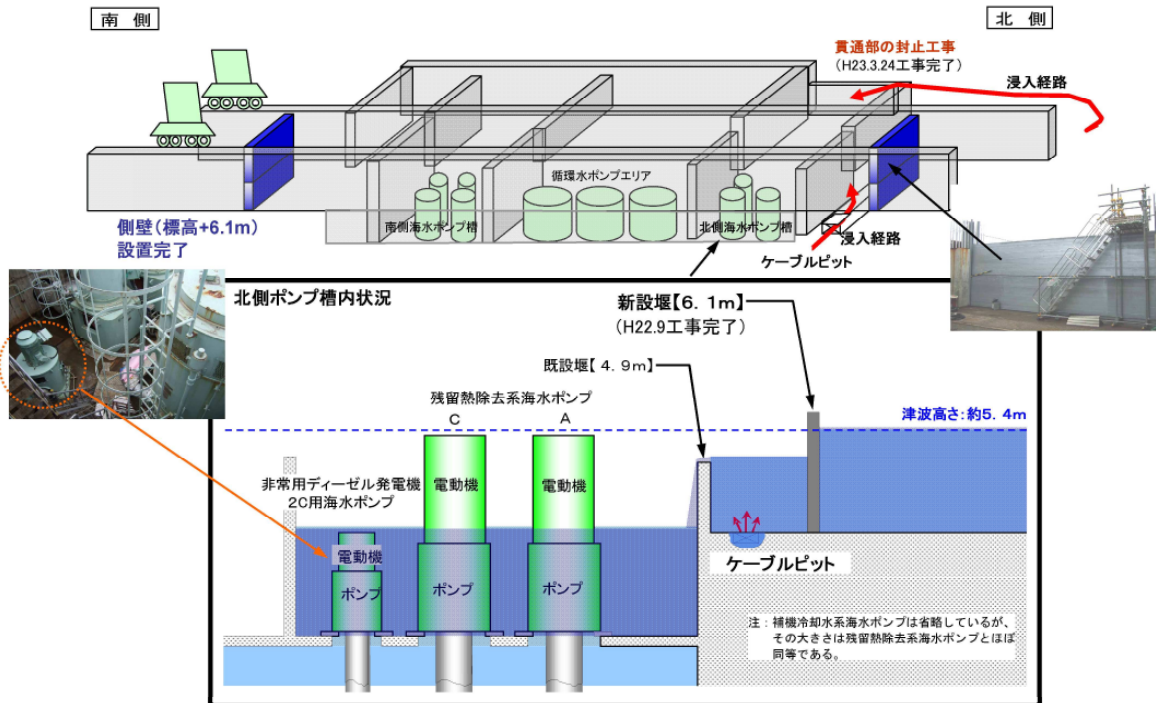 南 側
北 側
貫通部の封止工事
(H23.3.24工事完了)
浸入経路
循環水ポンプエリア
南側海水ポンプ槽
北側海水ポンプ槽
側壁(標高+6.1m)
設置完了
浸入経路
ケーブルピット
北側ポンプ槽内状況
新設堰【6.1m】
(H22.9工事完了)
既設堰【4.9m】
残留熱除去系海水ポンプ
C
A
津波高さ:約5.4m
非常用ディーゼル発電機
2C用海水ポンプ
電動機
電動機
電動機
ポンプ
ポンプ
ポンプ
ケーブルピット
注:補機冷却水系海水ポンプは省略しているが、
その大きさは残留熱除去系海水ポンプとほぼ
同等である。